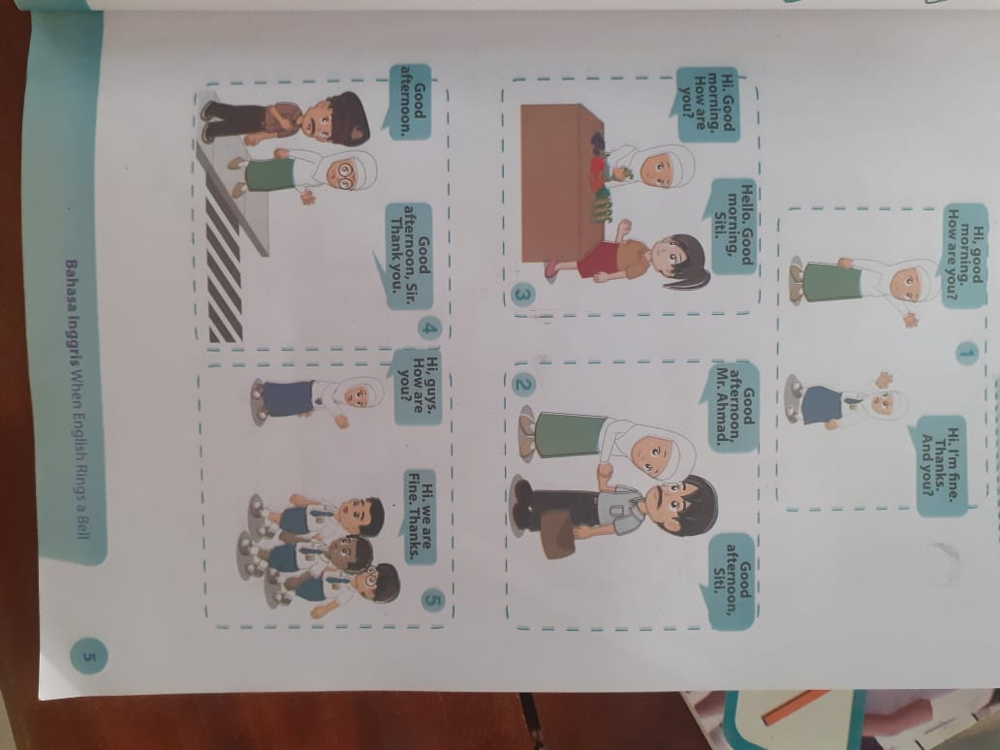 Hi, good
morning.
How are you?
1
Hi. I'm fine.
Thanks.
And you?
Hi. Good
morning.
How are
you?
Hello. Good
morning,
Siti.
3
Good
afternoon,
Mr. Ahmad.
2
Good
afternoon,
Siti.
Good
afternoon.
Good
afternoon, Sir.
Thank you.
4
Hi, guys.
How are
you?
Hi. we are
Fine. Thanks.
5
Bahasa Inggris When English Rings a Bell
5